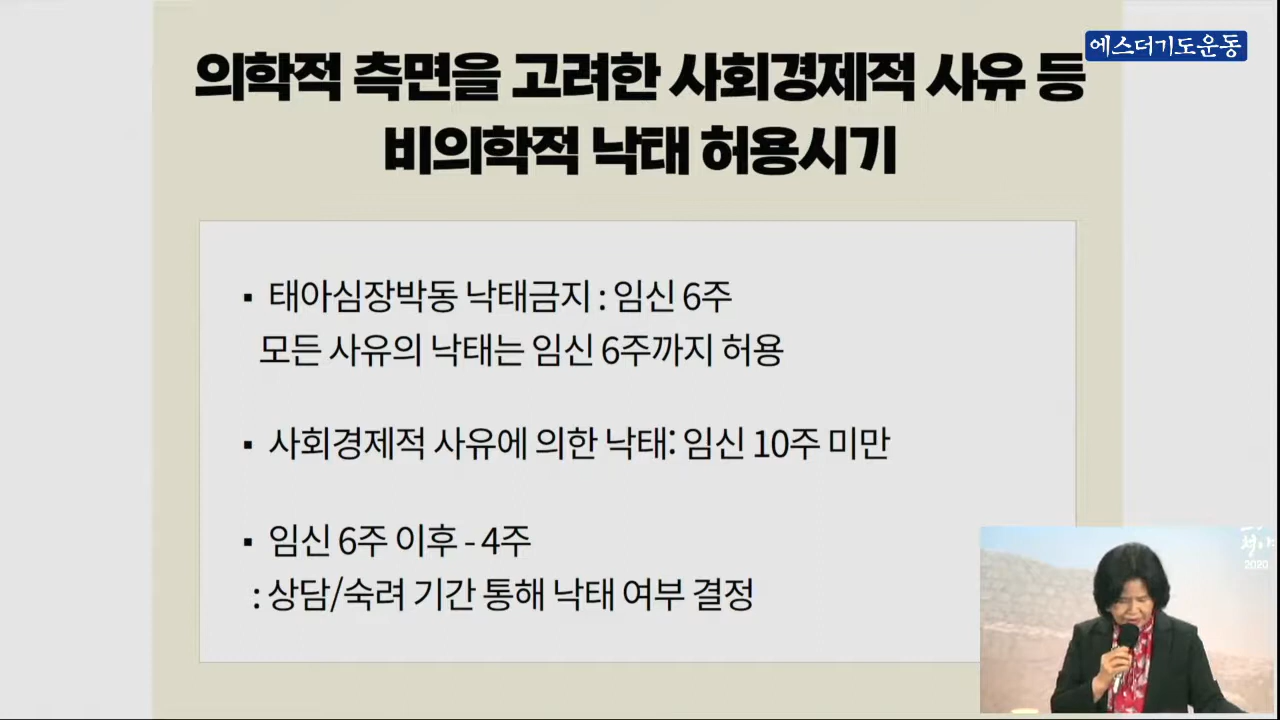 에스더기도운동
의학적 측면을 고려한 사회경제적 사유 등
비의학적 낙태 허용시기
▪ 태아심장박동 낙태금지 : 임신 6주
모든 사유의 낙태는 임신 6주까지 허용
▪ 사회경제적 사유에 의한 낙태: 임신 10주 미만
▪ 임신 6주 이후 - 4주
: 상담/숙려 기간 통해 낙태 여부 결정
2020